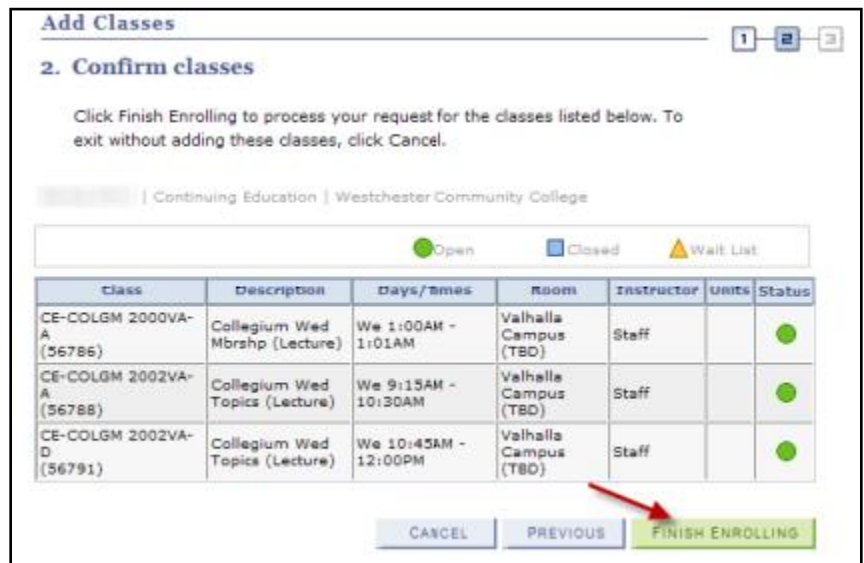 Add Classes
1 2 3
2. Confirm classes
Click Finish Enrolling to process your request for the classes listed below. To
exit without adding these classes, click Cancel.
| Continuing Education | Westchester Community College
Open Closed Wait List
Class Description Days/Times Room Instructor Units Status
CE-COLGM 2000VA-
A
(56786)
Collegium Wed
Mbrshp (Lecture)
We 1:00AM -
1:01AM
Valhalla
Campus
(TBD)
Staff
CE-COLGM 2002VA-
A
(56788)
Collegium Wed
Topics (Lecture)
We 9:15AM -
10:30AM
Valhalla
Campus
(TBD)
Staff
CE-COLGM 2002VA-
D
(56791)
Collegium Wed
Topics (Lecture)
We 10:45AM -
12:00PM
Valhalla
Campus
(TBD)
Staff
CANCEL PREVIOUS FINISH ENROLLING